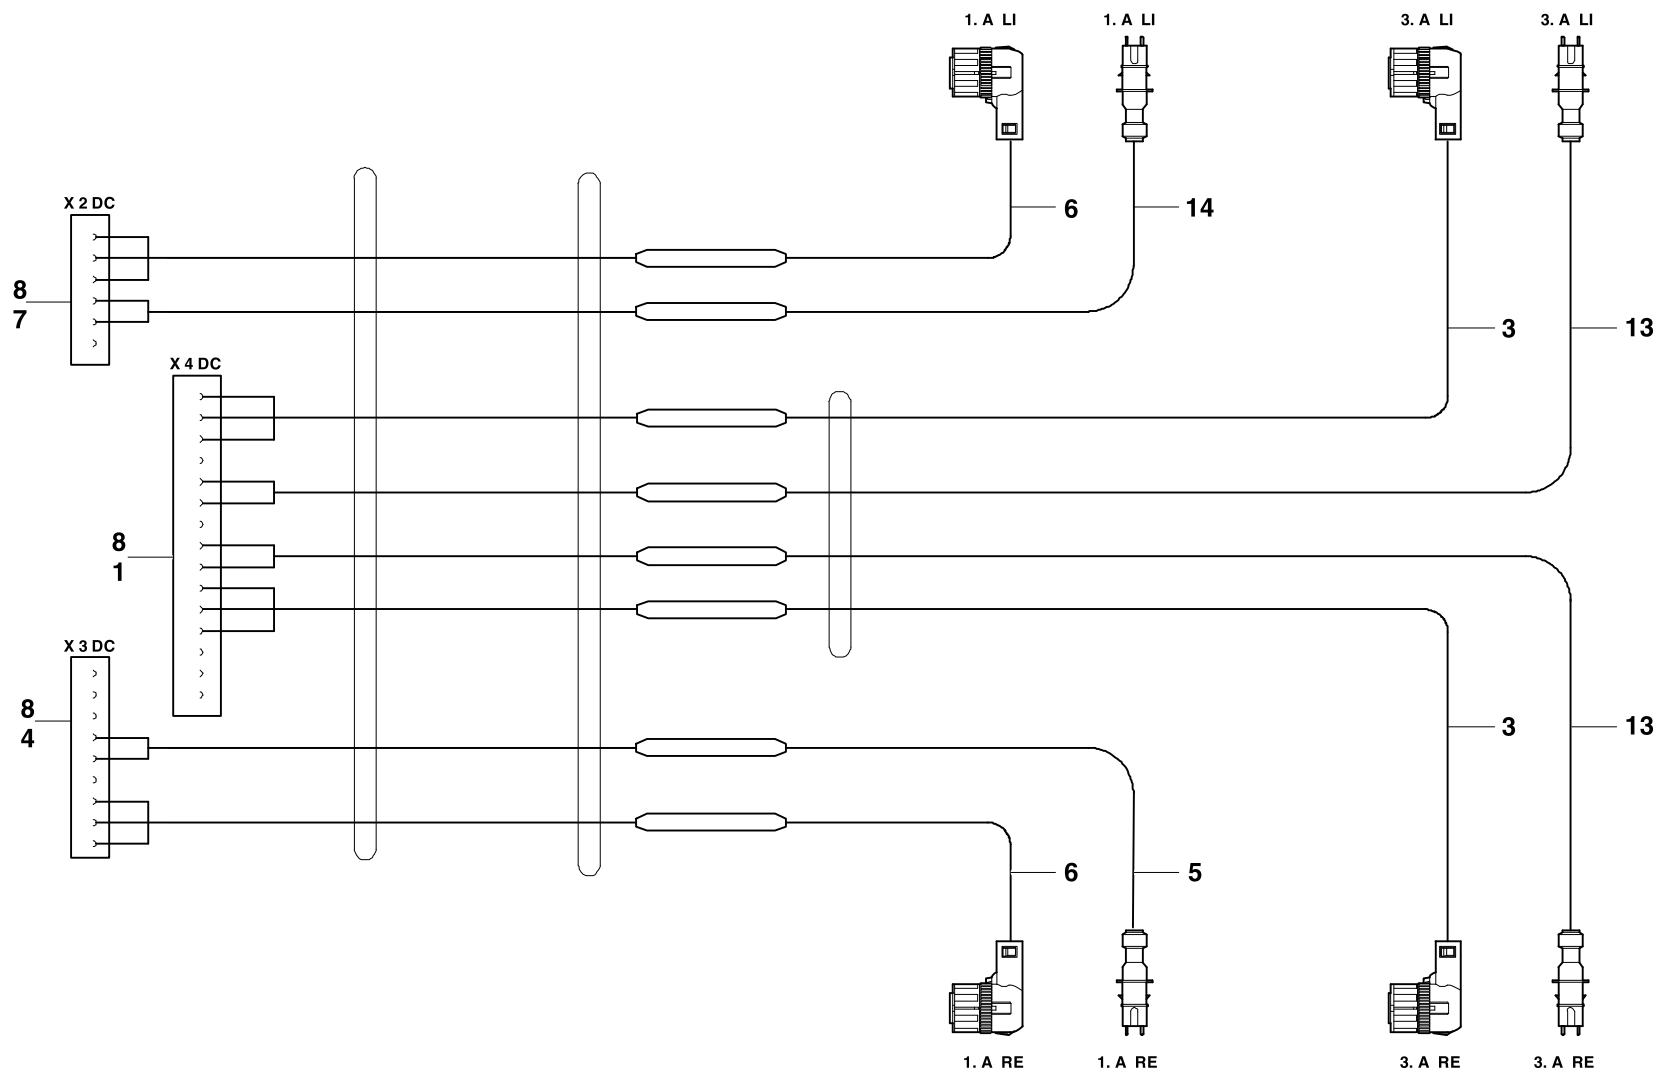 1. A LI
1. A LI
3. A LI
3. A LI
X 2 DC
6
14
8
7
3
13
X 4 DC
8
1
X 3 DC
8
4
3
13
6
5
1. A RE
1. A RE
3. A RE
3. A RE